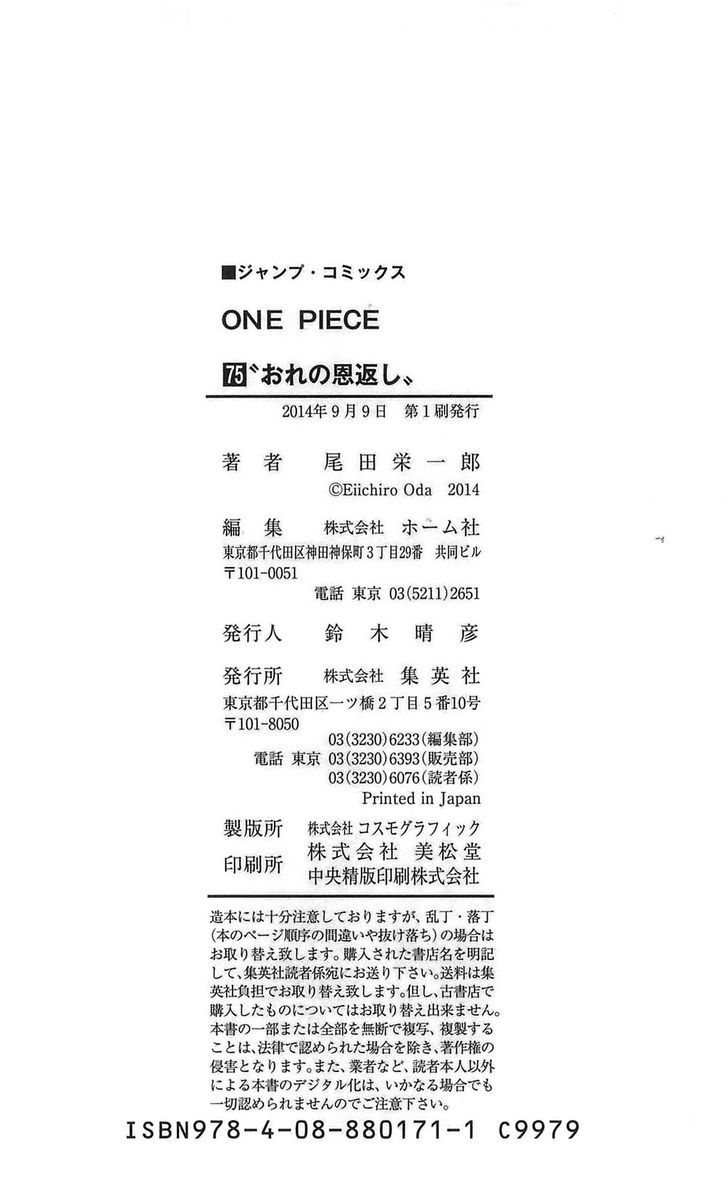 ■ジャンプ・コミックス
ONE PIECE
75〝おれの恩返し〟
2014年9月9日 第1刷発行
著者 尾田栄一郎
©Eiichiro Oda 2014
編集 株式会社 ホーム社
東京都千代田区神田神保町3丁目29番 共同ビル
〒101-0051
電話 東京 03(5211)2651
発行人 鈴木晴彦
発行所 株式会社 集英社
東京都千代田区一ツ橋2丁目5番10号
〒101-8050
03(3230)6233(編集部)
電話 東京 03(3230)6393(販売部)
03(3230)6076(読者係)
Printed in Japan
製版所 株式会社 コスモグラフィック
印刷所 株式会社 美松堂
中央精版印刷株式会社
造本には十分注意しておりますが、乱丁・落丁
(本のページ順序の間違いや抜け落ち)の場合は
お取り替え致します。購入された書店名を明記
して、集英社読者係宛にお送り下さい。送料は集
英社負担でお取り替え致します。但し、古書店で
購入したものについてはお取り替え出来ません。
本書の一部または全部を無断で複写、複製する
ことは、法律で認められた場合を除き、著作権の
侵害となります。また、業者など、読者本人以外
による本書のデジタル化は、いかなる場合でも
一切認められませんのでご注意下さい。
ISBN978-4-08-880171-1 C9979